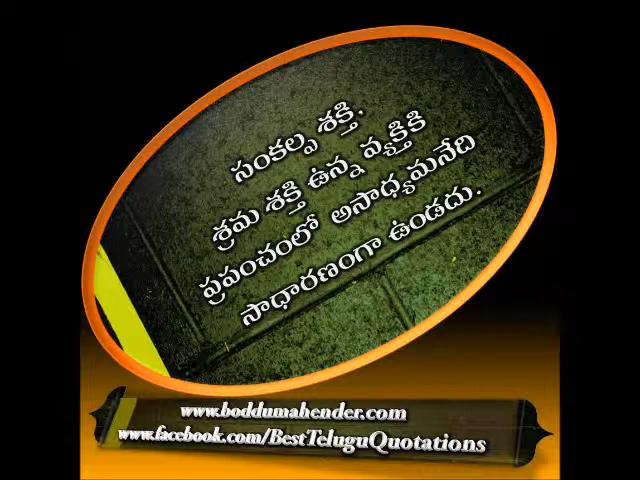 సంకల్ప శక్తి.
శ్రమ శక్తి ఉన్న వ్యక్తికి
ప్రపంచంలో అసాధ్యమనేది
సాధారణంగా ఉండదు.
www.boddumahender.com
www.facebook.com/BestTeluguQuotations